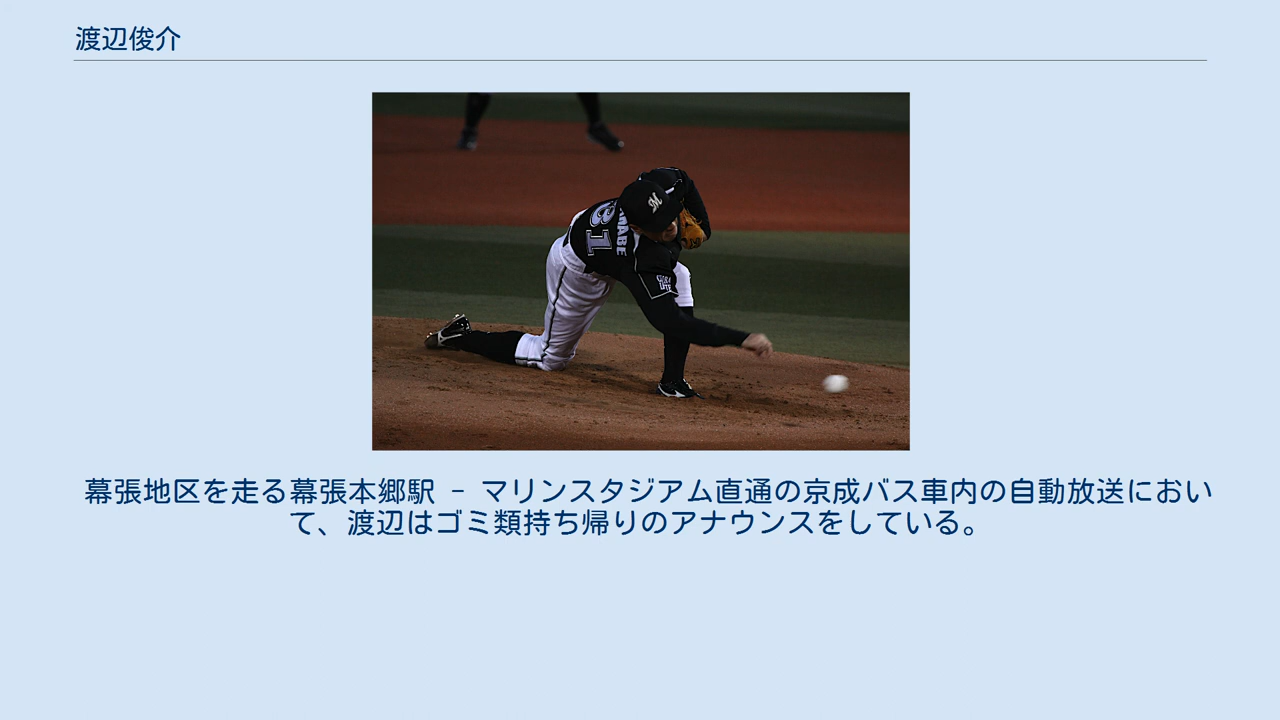 渡辺俊介
M
31
NABE
幕張地区を走る幕張本郷駅 - マリンスタジアム直通の京成バス車内の自動放送におい
て、渡辺はゴミ類持ち帰りのアナウンスをしている。